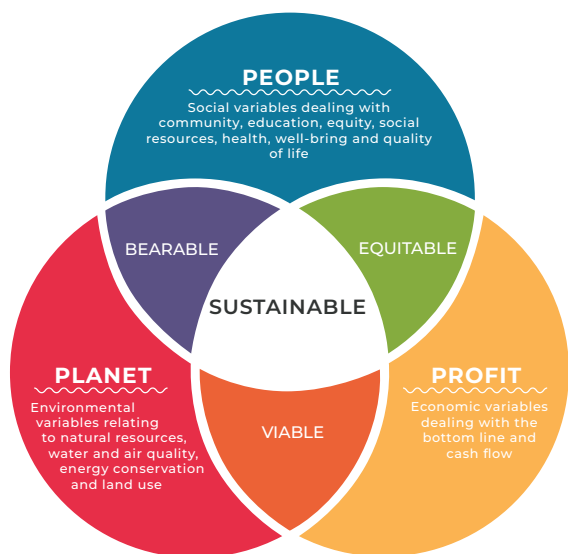 PEOPLE
Social variables dealing with
community, education, equity, social
resources, health, well-bring and quality
of life
BEARABLE
EQUITABLE
SUSTAINABLE
PLANET
Environmental
variables relating
to natural resources,
water and air quality,
energy conservation
and land use
PROFIT
Economic variables
dealing with the
bottom line and
cash flow
VIABLE